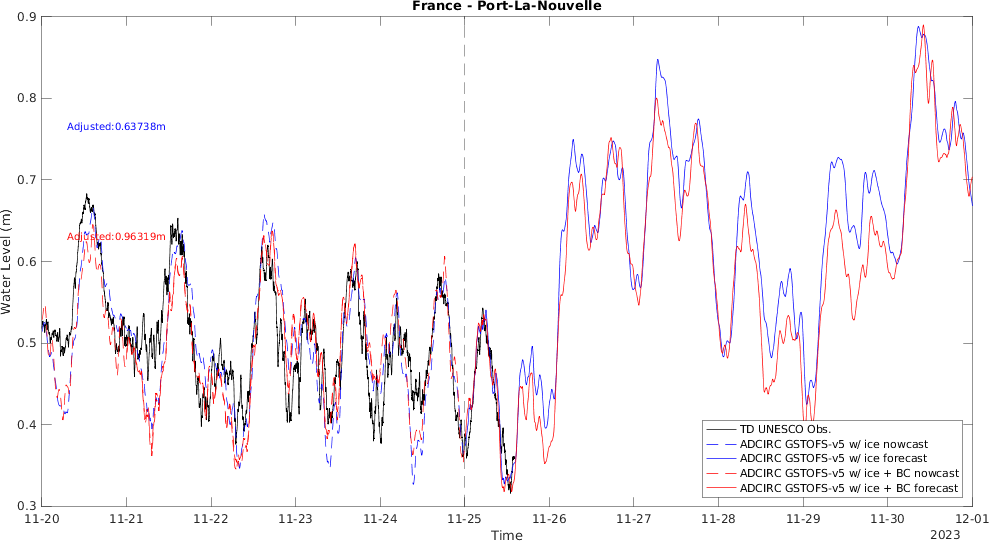 France - Port-La-Nouvelle
0.9
0.8
0.7
0.6
0.5
0.4
0.3
Water Level (m)
Adjusted:0.63738m
Adjusted:0.96319m
TD UNESCO Obs.
ADCIRC GSTOFS-v5 w/ ice nowcast
ADCIRC GSTOFS-v5 w/ ice forecast
ADCIRC GSTOFS-v5 w/ ice + BC nowcast
ADCIRC GSTOFS-v5 w/ ice + BC forecast
11-20 11-21 11-22 11-23 11-24 11-25 11-26 11-27 11-28 11-29 11-30 12-01
Time
2023